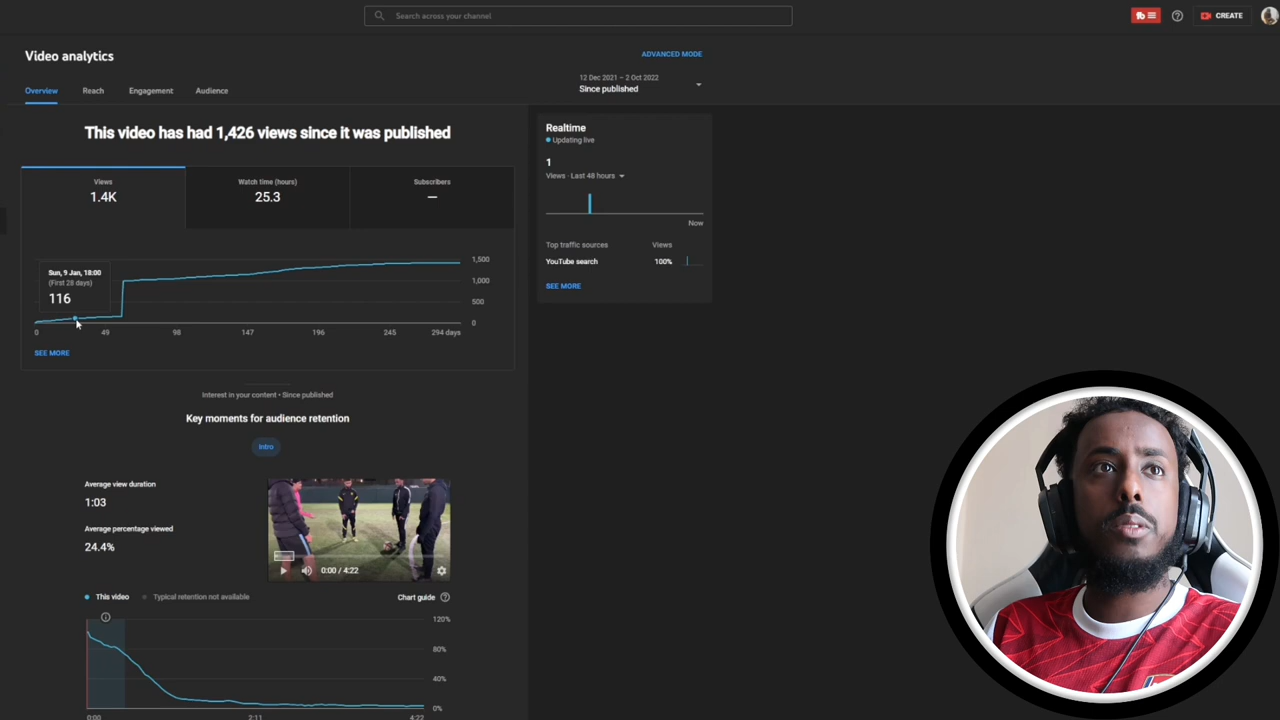 Search across your channel
CREATE
Video analytics
ADVANCED MODE
12 Dec 2021 – 2 Oct 2022
Since published
Overview
Reach
Engagement
Audience
This video has had 1,426 views since it was published
Views
1.4K
Watch time (hours)
25.3
Subscribers
—
Sun, 9 Jan, 18:00
(First 28 days)
116
1,500
1,000
500
0
0
49
98
147
196
245
294 days
SEE MORE
Realtime
Updating live
1
Views · Last 48 hours
Now
Top traffic sources
Views
YouTube search
100%
SEE MORE
Interest in your content • Since published
Key moments for audience retention
Intro
Average view duration
1:03
Average percentage viewed
24.4%
0:00 / 4:22
This video
Typical retention not available
Chart guide
120%
80%
40%
0%
0:00
2:11
4:22